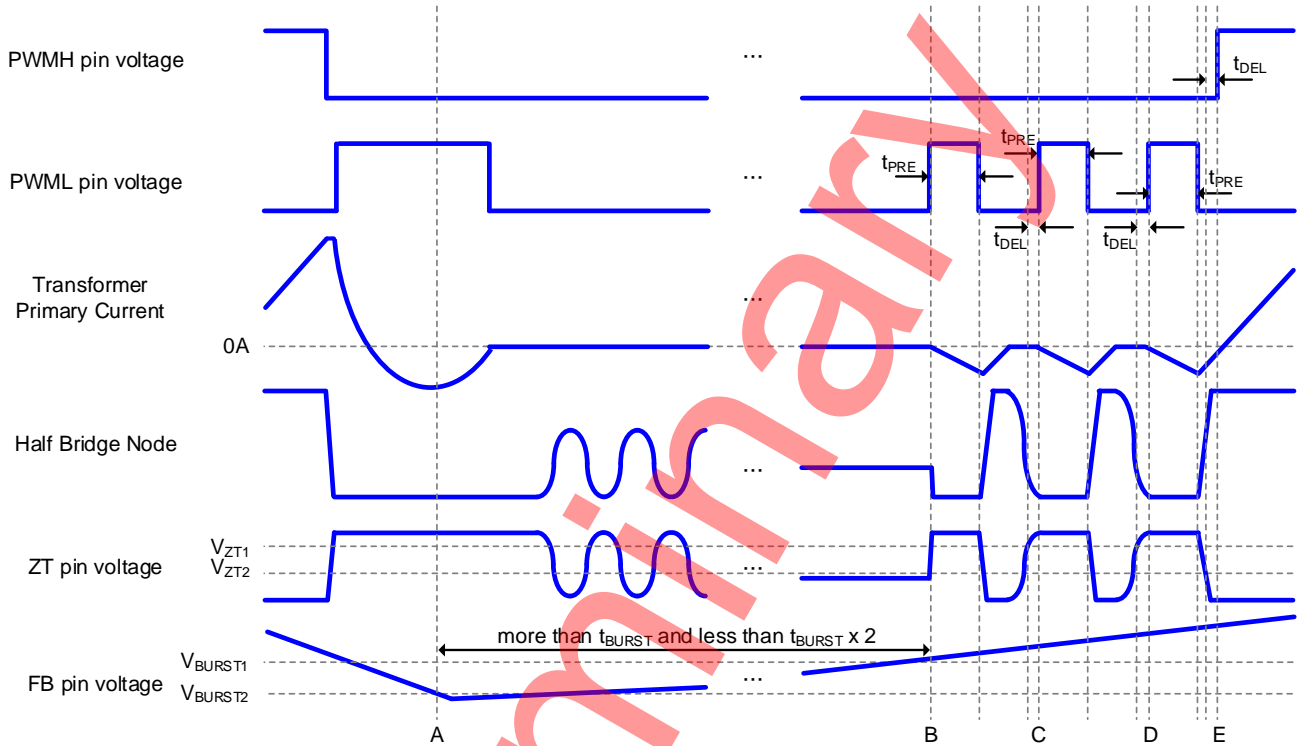 PWMH pin voltage
...
tDEL
PWML pin voltage
tPRE
...
tPRE
tPRE
tDEL
tDEL
Transformer
Primary Current
...
0A
Half Bridge Node
...
VZT1
ZT pin voltage
VZT2
...
more than tBURST and less than tBURST x 2
VBURST1
FB pin voltage
VBURST2
...
A
B
C
D
E
minary